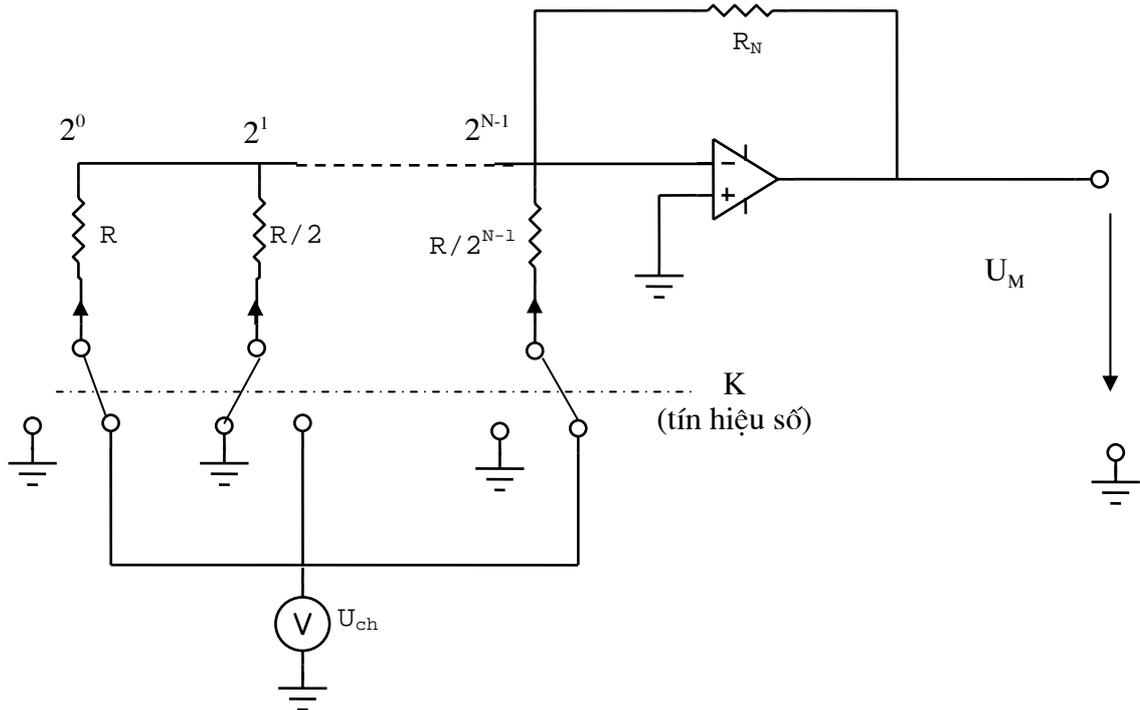 R_N
2^0 2^1 2^{N-1}
−
+
R R/2 R/2^{N-1}
U_M
K
(tín hiệu số)
V U_ch